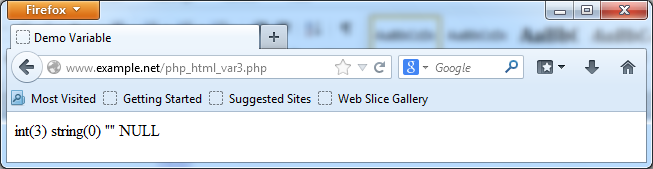 Firefox
Demo Variable
www.example.net/php_html_var3.php
Google
Most Visited Getting Started Suggested Sites Web Slice Gallery
int(3) string(0) "" NULL